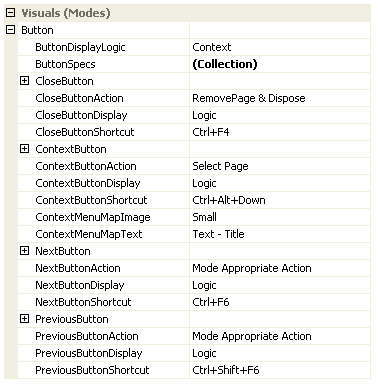 Visuals (Modes)
Button
ButtonDisplayLogic Context
ButtonSpecs (Collection)
CloseButton
CloseButtonAction RemovePage & Dispose
CloseButtonDisplay Logic
CloseButtonShortcut Ctrl+F4
ContextButton
ContextButtonAction Select Page
ContextButtonDisplay Logic
ContextButtonShortcut Ctrl+Alt+Down
ContextMenuMapImage Small
ContextMenuMapText Text - Title
NextButton
NextButtonAction Mode Appropriate Action
NextButtonDisplay Logic
NextButtonShortcut Ctrl+F6
PreviousButton
PreviousButtonAction Mode Appropriate Action
PreviousButtonDisplay Logic
PreviousButtonShortcut Ctrl+Shift+F6